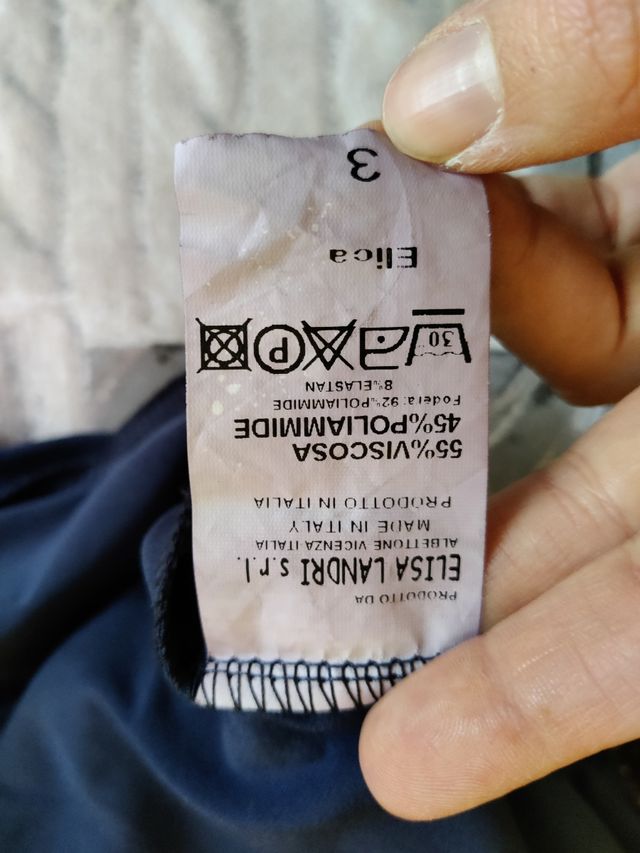 PRODOTTO DA
ELISA LANDRI s.r.l.
ALBETTONE VICENZA-ITALIA
MADE IN ITALY
PRODOTTO IN ITALIA
55%VISCOSA
45%POLIAMMIDE
Fodera: 92%POLIAMMIDE
8%ELASTAN
30° P
Elica
3